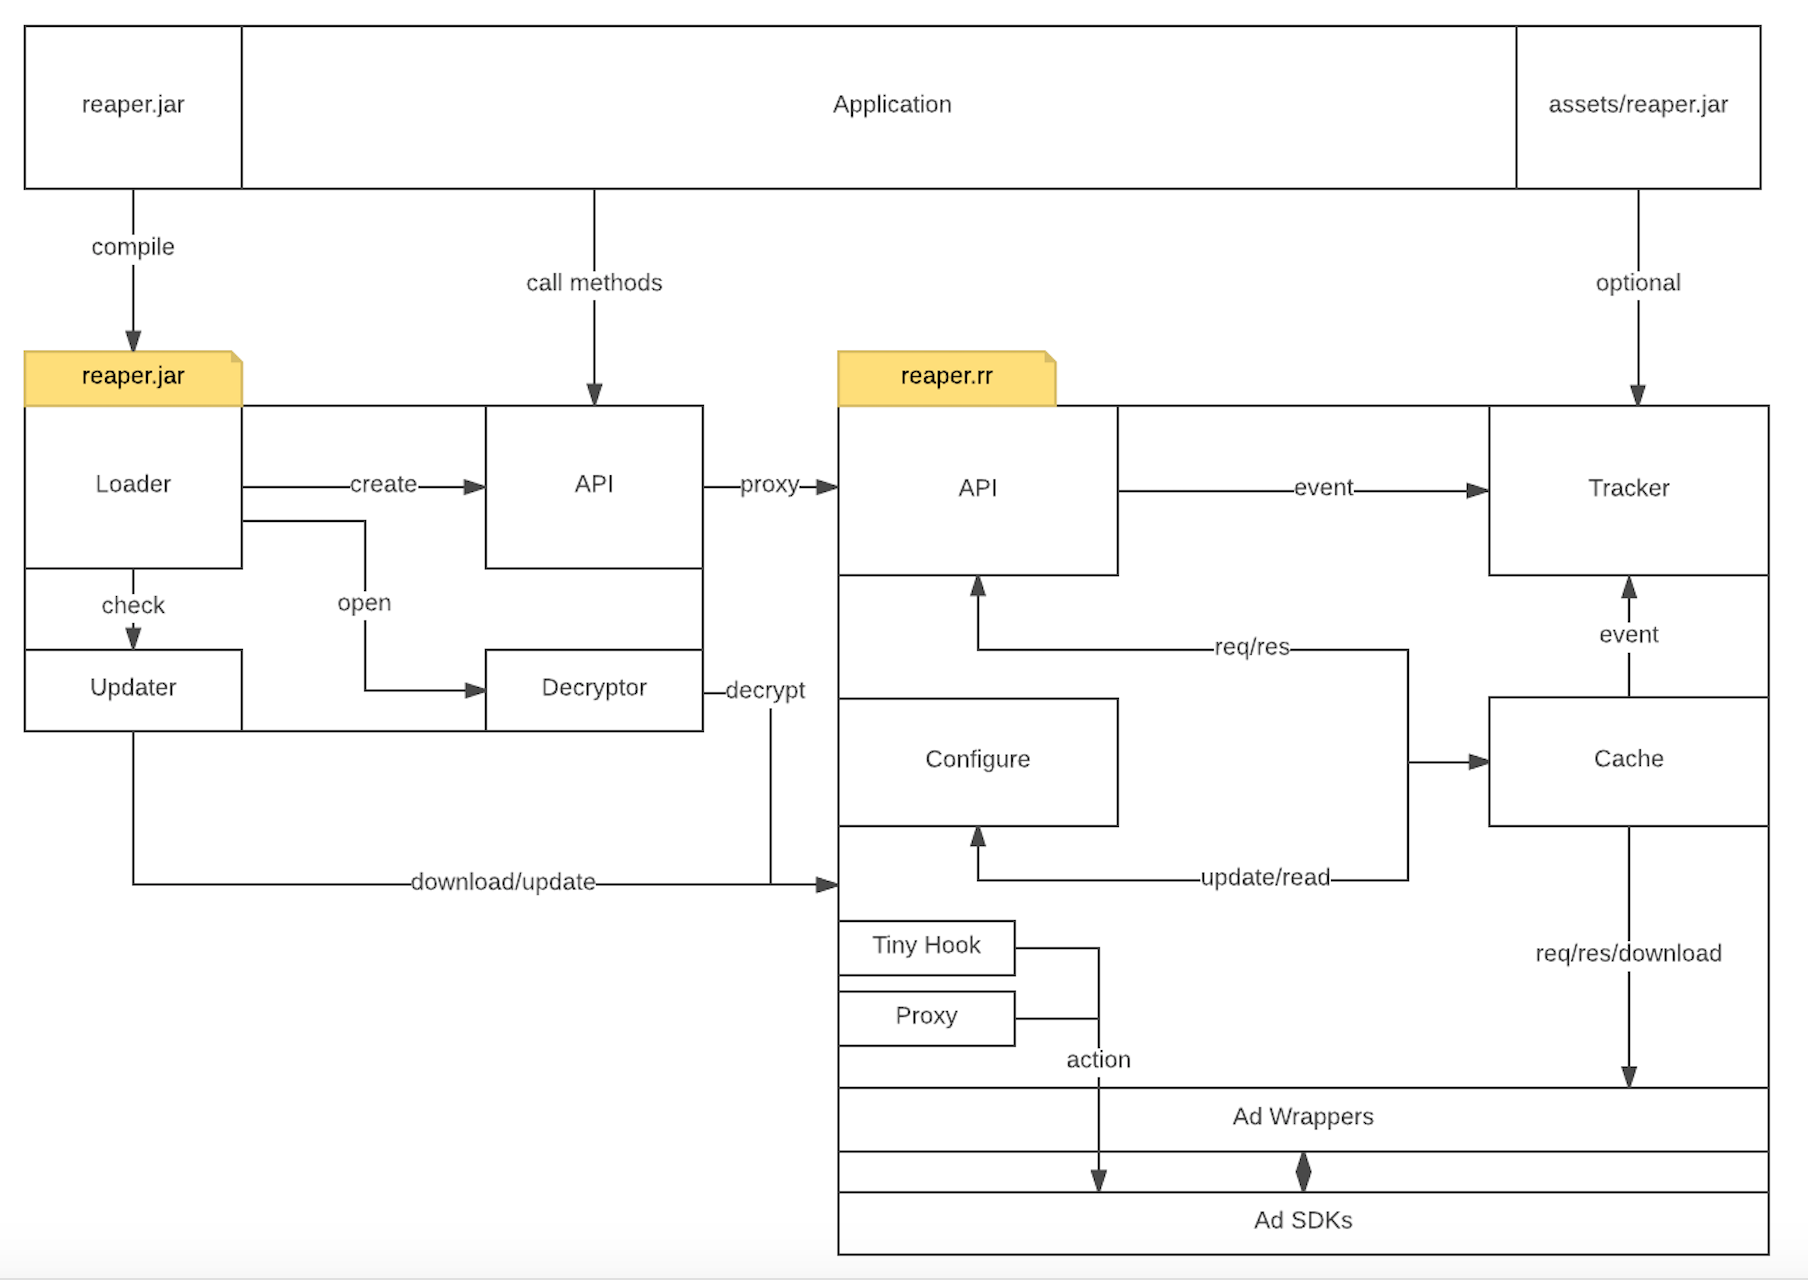 reaper.jar
Application
assets/reaper.jar
compile
call methods
optional
reaper.jar
reaper.rr
Loader
create
API
proxy
API
event
Tracker
check
open
req/res
event
Updater
Decryptor
decrypt
Configure
Cache
download/update
update/read
Tiny Hook
req/res/download
Proxy
action
Ad Wrappers
Ad SDKs